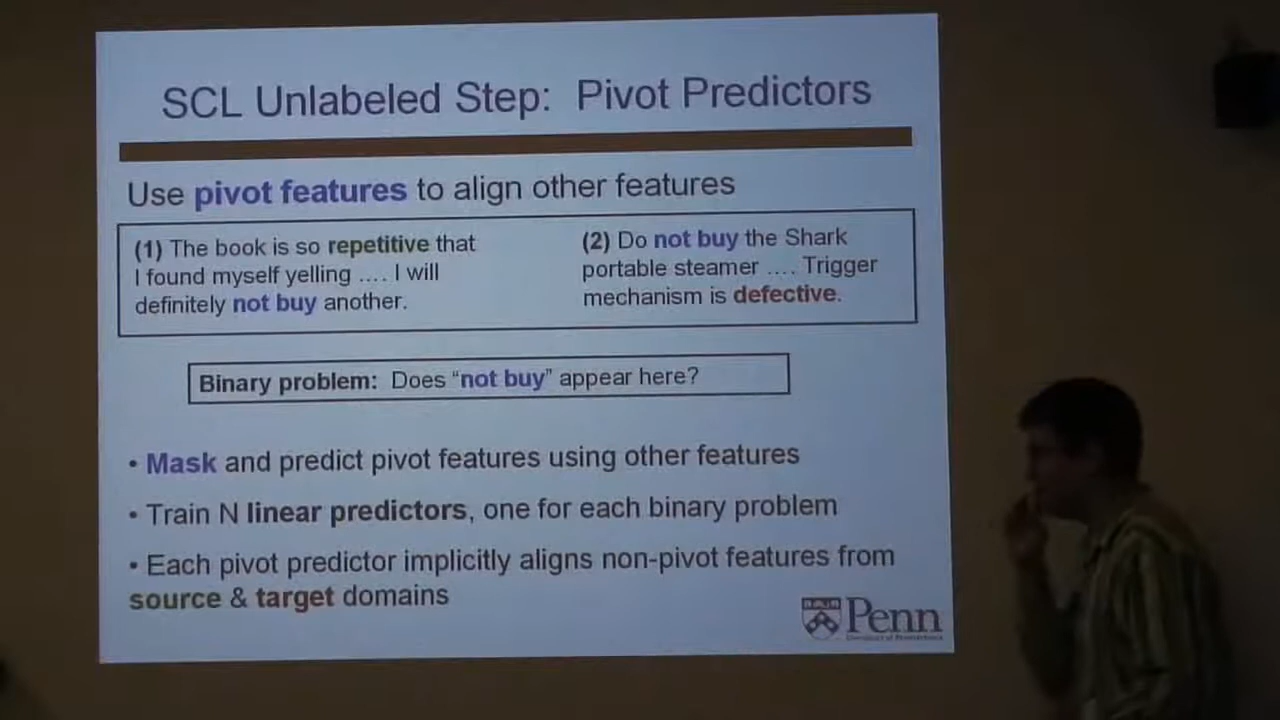 SCL Unlabeled Step: Pivot Predictors
Use pivot features to align other features
(1) The book is so repetitive that
I found myself yelling …. I will
definitely not buy another.
(2) Do not buy the Shark
portable steamer …. Trigger
mechanism is defective.
Binary problem: Does “not buy” appear here?
• Mask and predict pivot features using other features
• Train N linear predictors, one for each binary problem
• Each pivot predictor implicitly aligns non-pivot features from
source & target domains
Penn